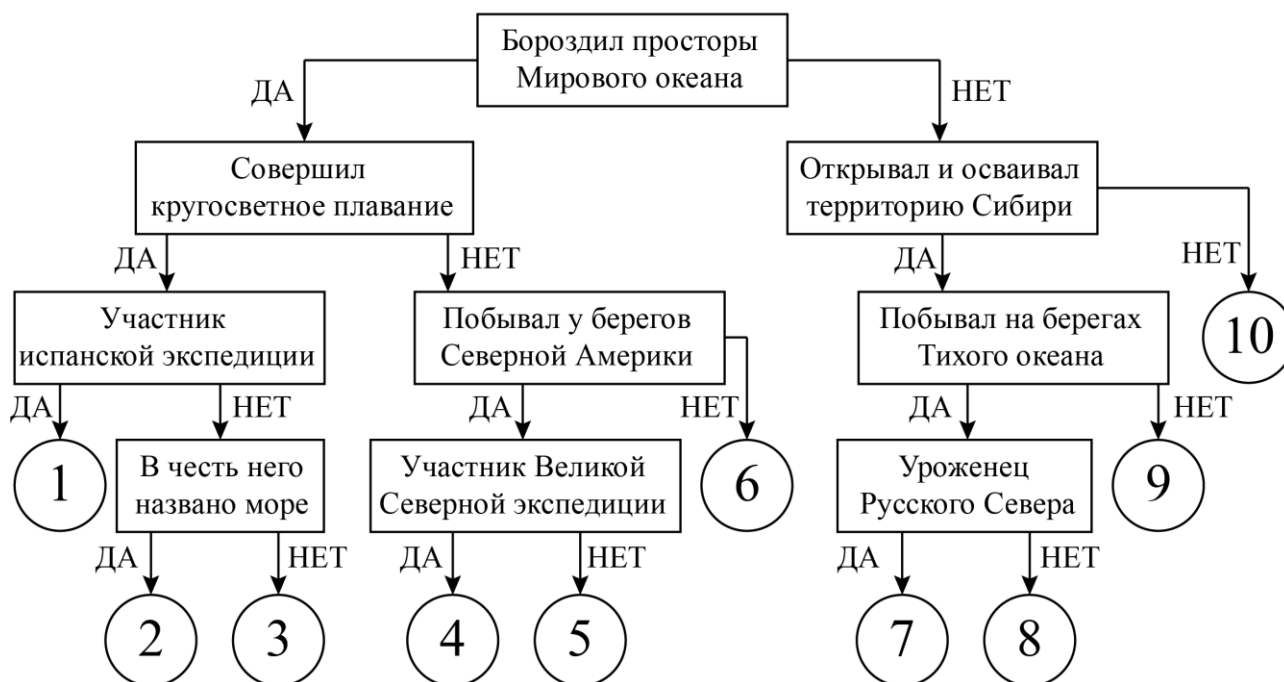 Бороздил просторы
Мирового океана
ДА
НЕТ
Совершил
кругосветное плавание
Открывал и осваивал
территорию Сибири
ДА
НЕТ
ДА
НЕТ
Участник
испанской экспедиции
Побывал у берегов
Северной Америки
Побывал на берегах
Тихого океана
10
ДА
НЕТ
ДА
НЕТ
ДА
НЕТ
1
В честь него
названо море
Участник Великой
Северной экспедиции
6
Уроженец
Русского Севера
9
ДА
НЕТ
ДА
НЕТ
ДА
НЕТ
2
3
4
5
7
8